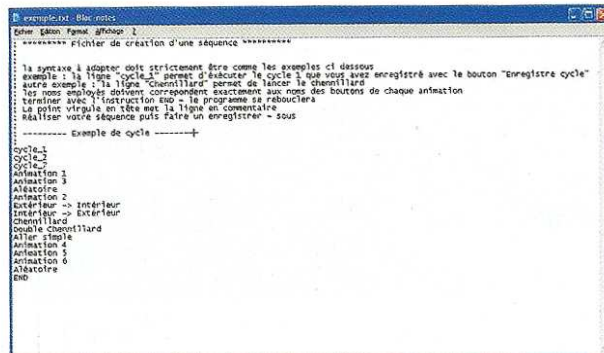 exemple.txt - Bloc-notes
Fichier Edition Format Affichage ?
; ********* Fichier de création d'une séquence **********
; la syntaxe à adopter doit strictement être comme les exemples ci dessous
; exemple : la ligne "cycle_1" permet d'éxécuter le cycle 1 que vous avez enregistré avec le bouton "Enregistre cycle"
; autre exemple : la ligne "Chennillard" permet de lancer le chennillard
; les noms employés doivent correpondent exactement aux noms des boutons de chaque animation
; terminer avec l'instruction END - le programme se rebouclera
; Le point virgule en tête met la ligne en commentaire
; Réaliser votre séquence puis faire un enregistrer - sous
; --------- Exemple de cycle --------+
cycle_1
cycle_2
cycle_7
Animation 1
Animation 3
Aléatoire
Animation 2
Extérieur -> Intérieur
Intérieur -> Extérieur
Chennillard
Double Chennillard
Aller simple
Animation 4
Animation 5
Animation 6
Aléatoire
END